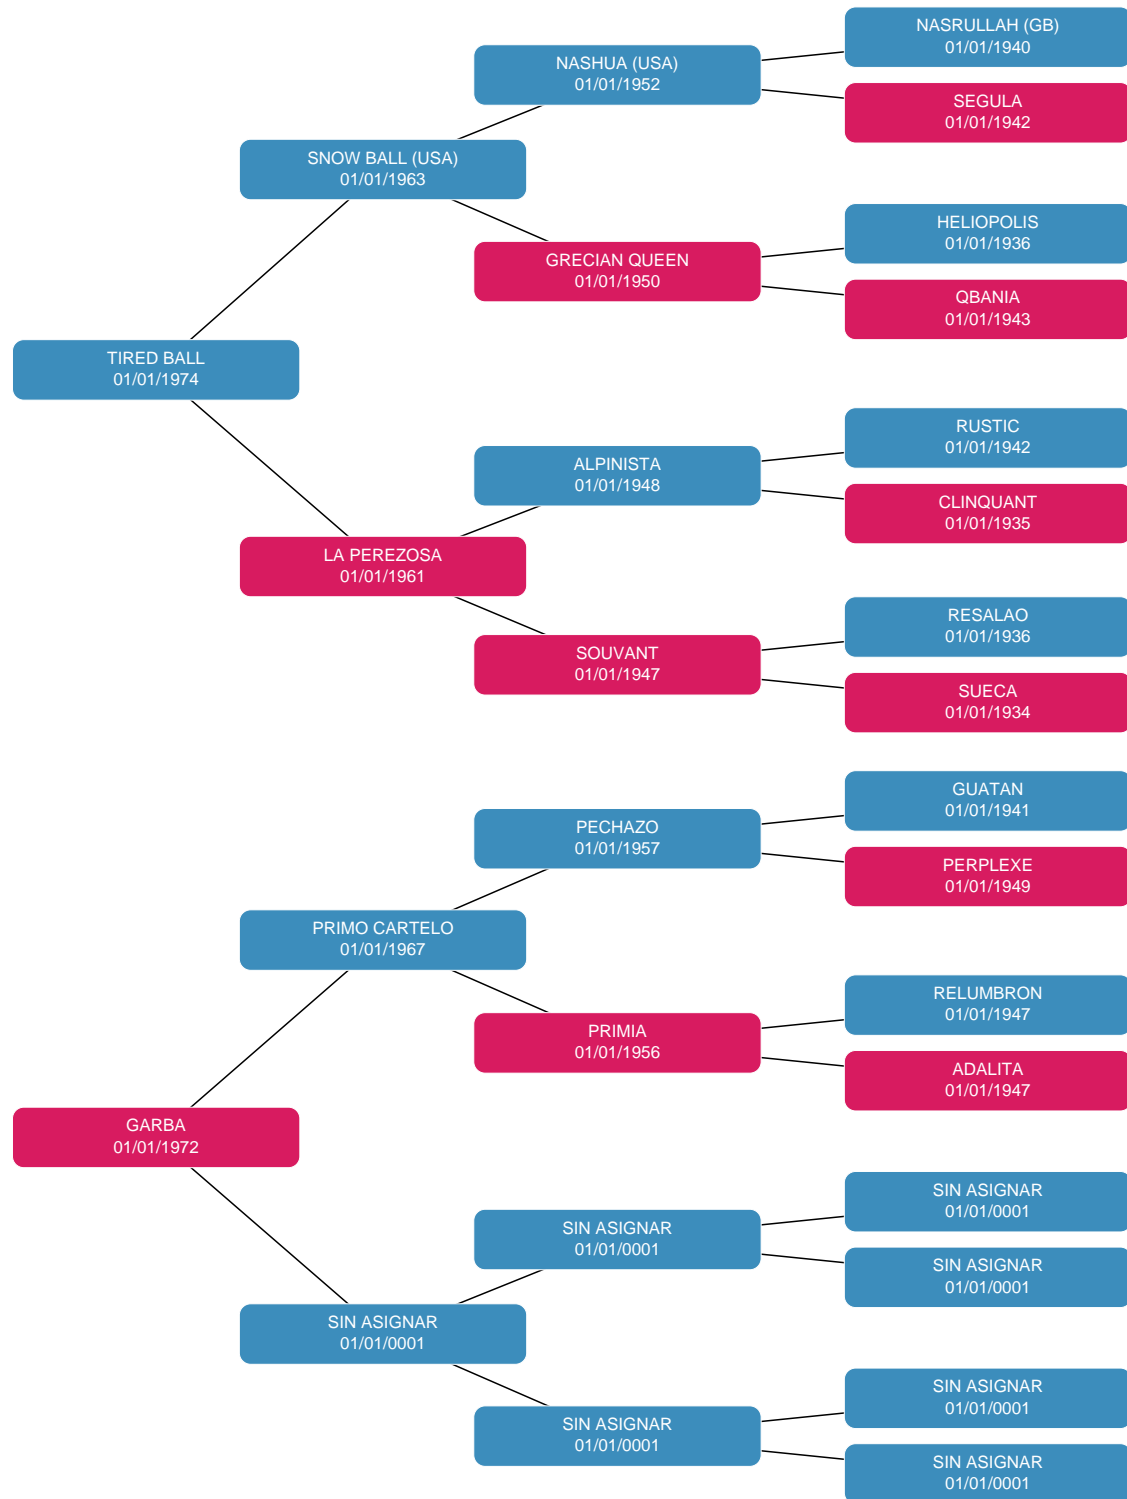 NASRULLAH (GB)
01/01/1940
NASHUA (USA)
01/01/1952
SEGULA
01/01/1942
SNOW BALL (USA)
01/01/1963
HELIOPOLIS
01/01/1936
GRECIAN QUEEN
01/01/1950
QBANIA
01/01/1943
TIRED BALL
01/01/1974
RUSTIC
01/01/1942
ALPINISTA
01/01/1948
CLINQUANT
01/01/1935
LA PEREZOSA
01/01/1961
RESALAO
01/01/1936
SOUVANT
01/01/1947
SUECA
01/01/1934
GUATAN
01/01/1941
PECHAZO
01/01/1957
PERPLEXE
01/01/1949
PRIMO CARTELO
01/01/1967
RELUMBRON
01/01/1947
PRIMIA
01/01/1956
ADALITA
01/01/1947
GARBA
01/01/1972
SIN ASIGNAR
01/01/0001
SIN ASIGNAR
01/01/0001
SIN ASIGNAR
01/01/0001
SIN ASIGNAR
01/01/0001
SIN ASIGNAR
01/01/0001
SIN ASIGNAR
01/01/0001
SIN ASIGNAR
01/01/0001